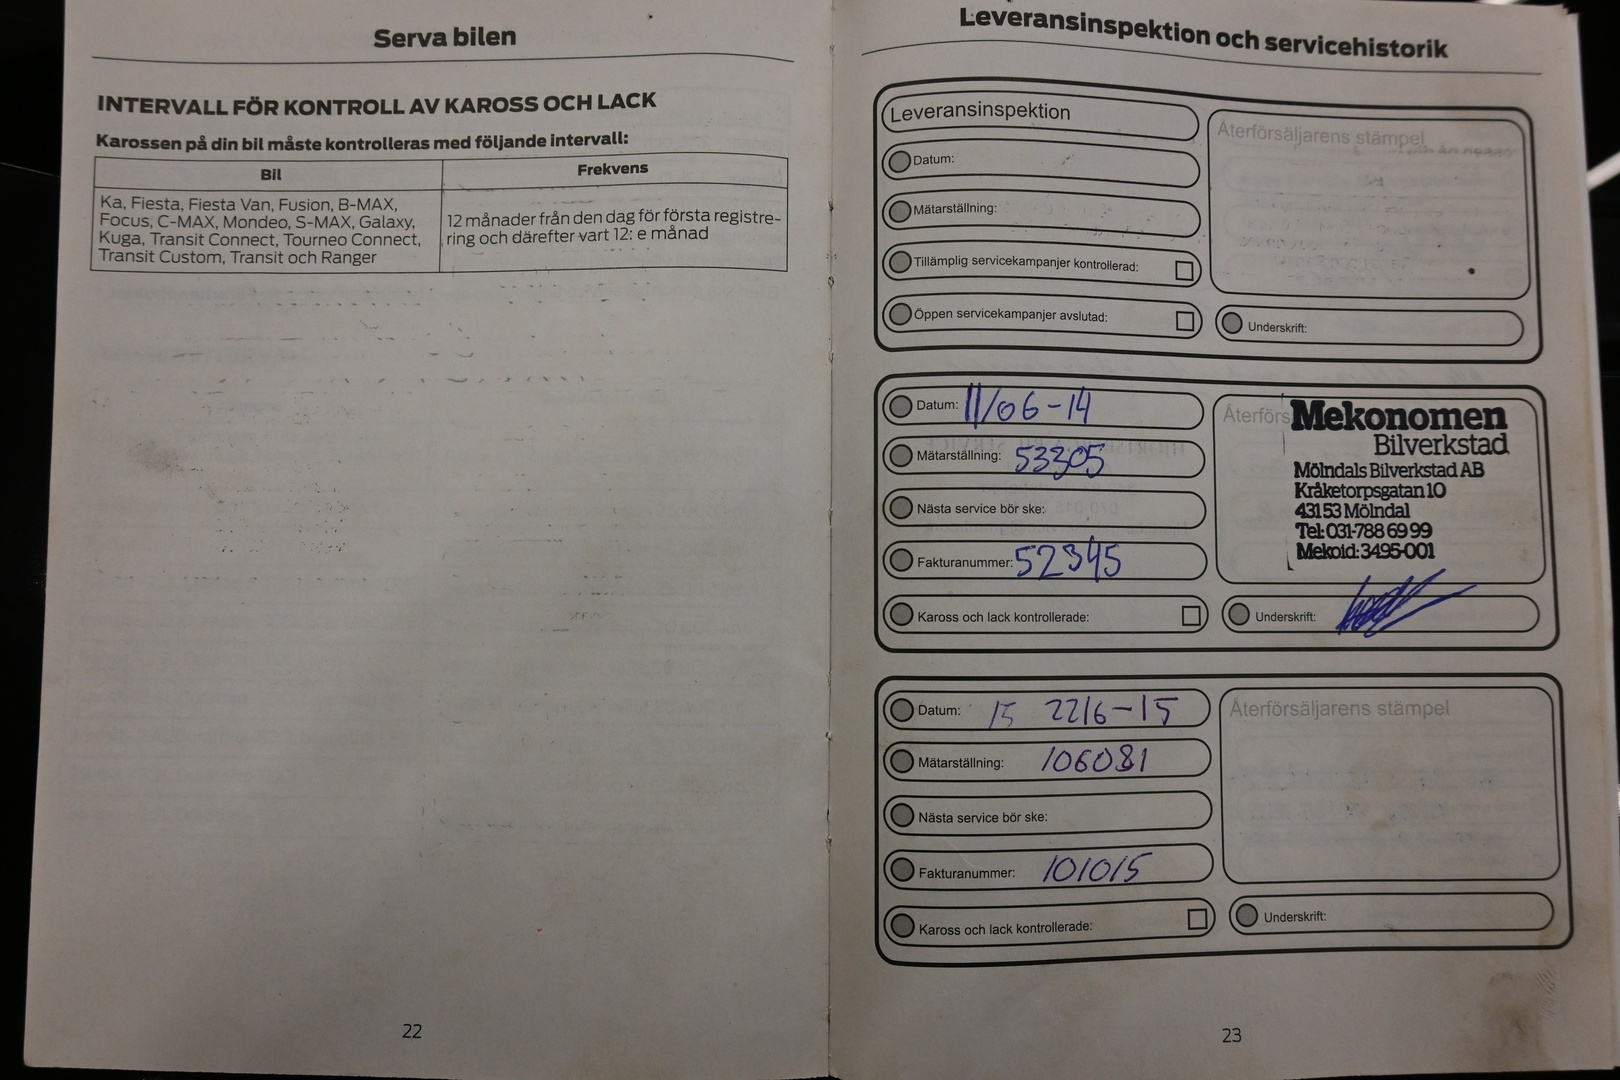 Serva bilen
INTERVALL FÖR KONTROLL AV KAROSS OCH LACK
Karossen på din bil måste kontrolleras med följande intervall:
Bil
Frekvens
Ka, Fiesta, Fiesta Van, Fusion, B-MAX,
Focus, C-MAX, Mondeo, S-MAX, Galaxy,
Kuga, Transit Connect, Tourneo Connect,
Transit Custom, Transit och Ranger
12 månader från den dag för första registre-
ring och därefter vart 12: e månad
22
Leveransinspektion och servicehistorik
Leveransinspektion
Datum:
Mätarställning:
Tillämplig servicekampanjer kontrollerad:
Öppen servicekampanjer avslutad:
Återförsäljarens stämpel
Underskrift:
Datum: 11/06-14
Mätarställning: 53305
Nästa service bör ske:
Fakturanummer: 52345
Kaross och lack kontrollerade:
Återförs
Mekonomen
Bilverkstad
Mölndals Bilverkstad AB
Kråketorpsgatan 10
431 53 Mölndal
Tel: 031-788 69 99
Mekoid: 3495-001
Underskrift:
Datum: 15 22/6-15
Mätarställning: 106081
Nästa service bör ske:
Fakturanummer: 101015
Kaross och lack kontrollerade:
Återförsäljarens stämpel
Underskrift:
23